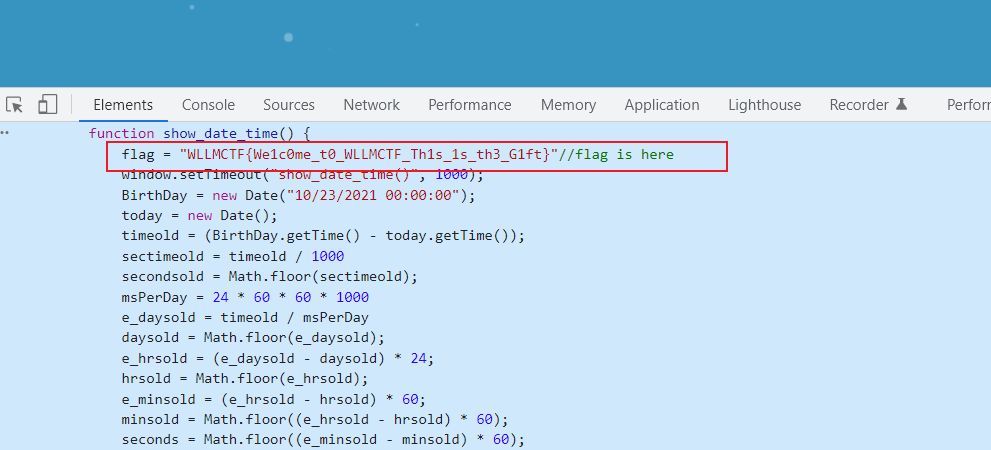 Elements Console Sources Network Performance Memory Application Lighthouse Recorder Perforr
function show_date_time() {
flag = "WLLMCTF{We1c0me_t0_WLLMCTF_Th1s_1s_th3_G1ft}"//flag is here
window.setTimeout("show_date_time()", 1000);
BirthDay = new Date("10/23/2021 00:00:00");
today = new Date();
timeold = (BirthDay.getTime() - today.getTime());
sectimeold = timeold / 1000
secondsold = Math.floor(sectimeold);
msPerDay = 24 * 60 * 60 * 1000
e_daysold = timeold / msPerDay
daysold = Math.floor(e_daysold);
e_hrsold = (e_daysold - daysold) * 24;
hrsold = Math.floor(e_hrsold);
e_minsold = (e_hrsold - hrsold) * 60;
minsold = Math.floor((e_hrsold - hrsold) * 60);
seconds = Math.floor((e_minsold - minsold) * 60);